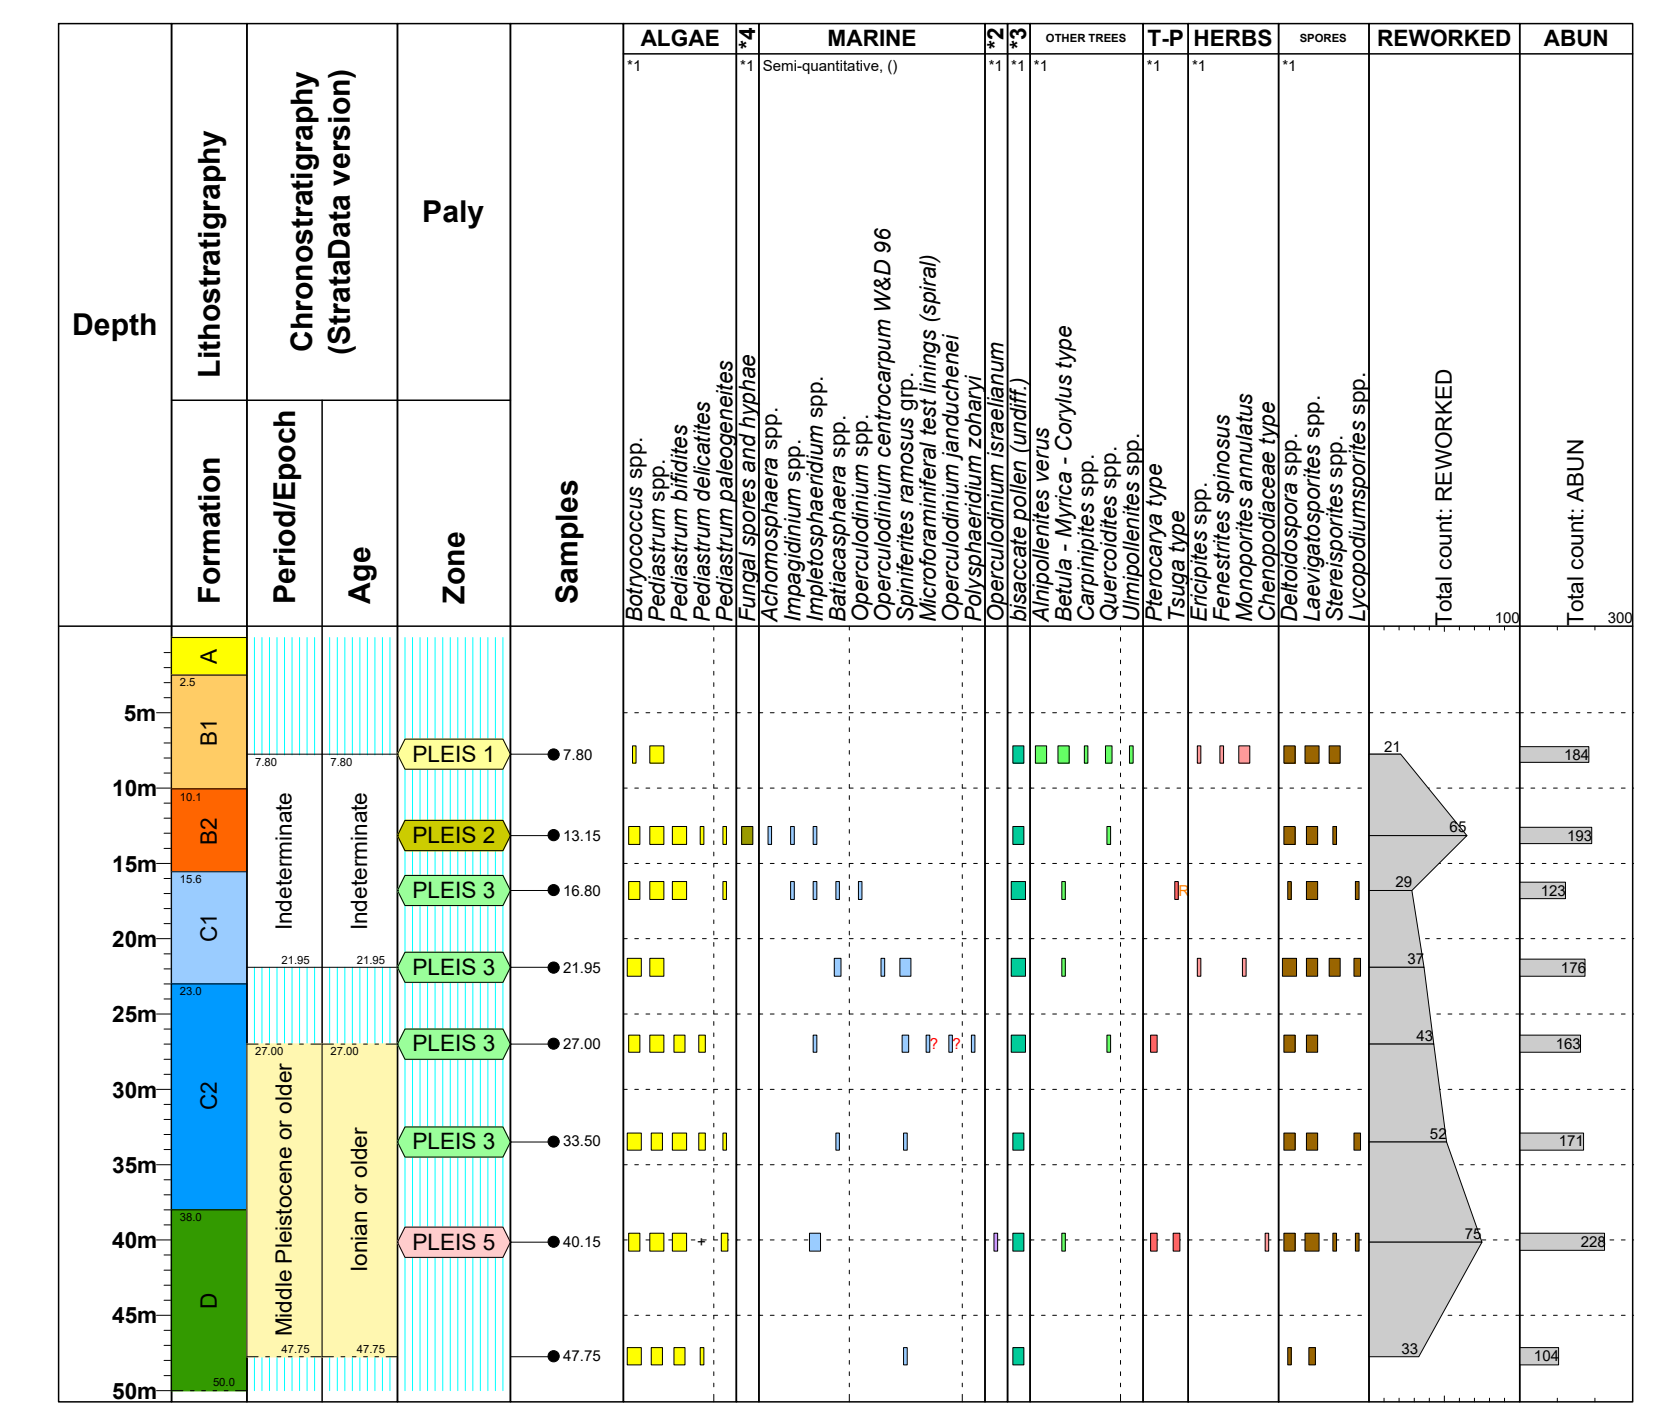 ALGAE *4 MARINE *2 *3 OTHER TREES T-P HERBS SPORES REWORKED ABUN
*1 *1 Semi-quantitative, () *1 *1 *1 *1 *1 *1
Depth
Lithostratigraphy
Chronostratigraphy
(StrataData version)
Paly
Formation
Period/Epoch
Age
Zone
Samples
Botryococcus spp.
Pediastrum spp.
Pediastrum bifidites
Pediastrum delicatites
Pediastrum paleogeneites
Fungal spores and hyphae
Achomosphaera spp.
Impagidinium spp.
Impletosphaeridium spp.
Batiacasphaera spp.
Operculodinium spp.
Operculodinium centrocarpum W&D 96
Spiniferites ramosus grp.
Microforaminiferal test linings (spiral)
Operculodinium janduchenei
Polysphaeridium zoharyi
Operculodinium israelianum
bisaccate pollen (undiff.)
Alnipollenites verus
Betula - Myrica - Corylus type
Carpinipites spp.
Quercoidites spp.
Ulmipollenites spp.
Pterocarya type
Tsuga type
Ericipites spp.
Fenestrites spinosus
Monoporites annulatus
Chenopodiaceae type
Deltoidospora spp.
Laevigatosporites spp.
Stereisporites spp.
Lycopodiumsporites spp.
Total count: REWORKED
100
Total count: ABUN
300
A
2.5
B1
5m
7.80 7.80 PLEIS 1 7.80 21 184
10m
10.1
B2
Indeterminate
Indeterminate
PLEIS 2 13.15 65 193
15m
15.6
C1
PLEIS 3 16.80 R 29 123
20m
21.95 21.95 PLEIS 3 21.95 37 176
23.0
25m
C2
27.00 27.00 PLEIS 3 27.00 ? ? 43 163
30m
Middle Pleistocene or older
Ionian or older
PLEIS 3 33.50 52 171
35m
38.0
D
40m
PLEIS 5 40.15 + 75 228
45m
47.75 47.75 47.75 33 104
50.0
50m